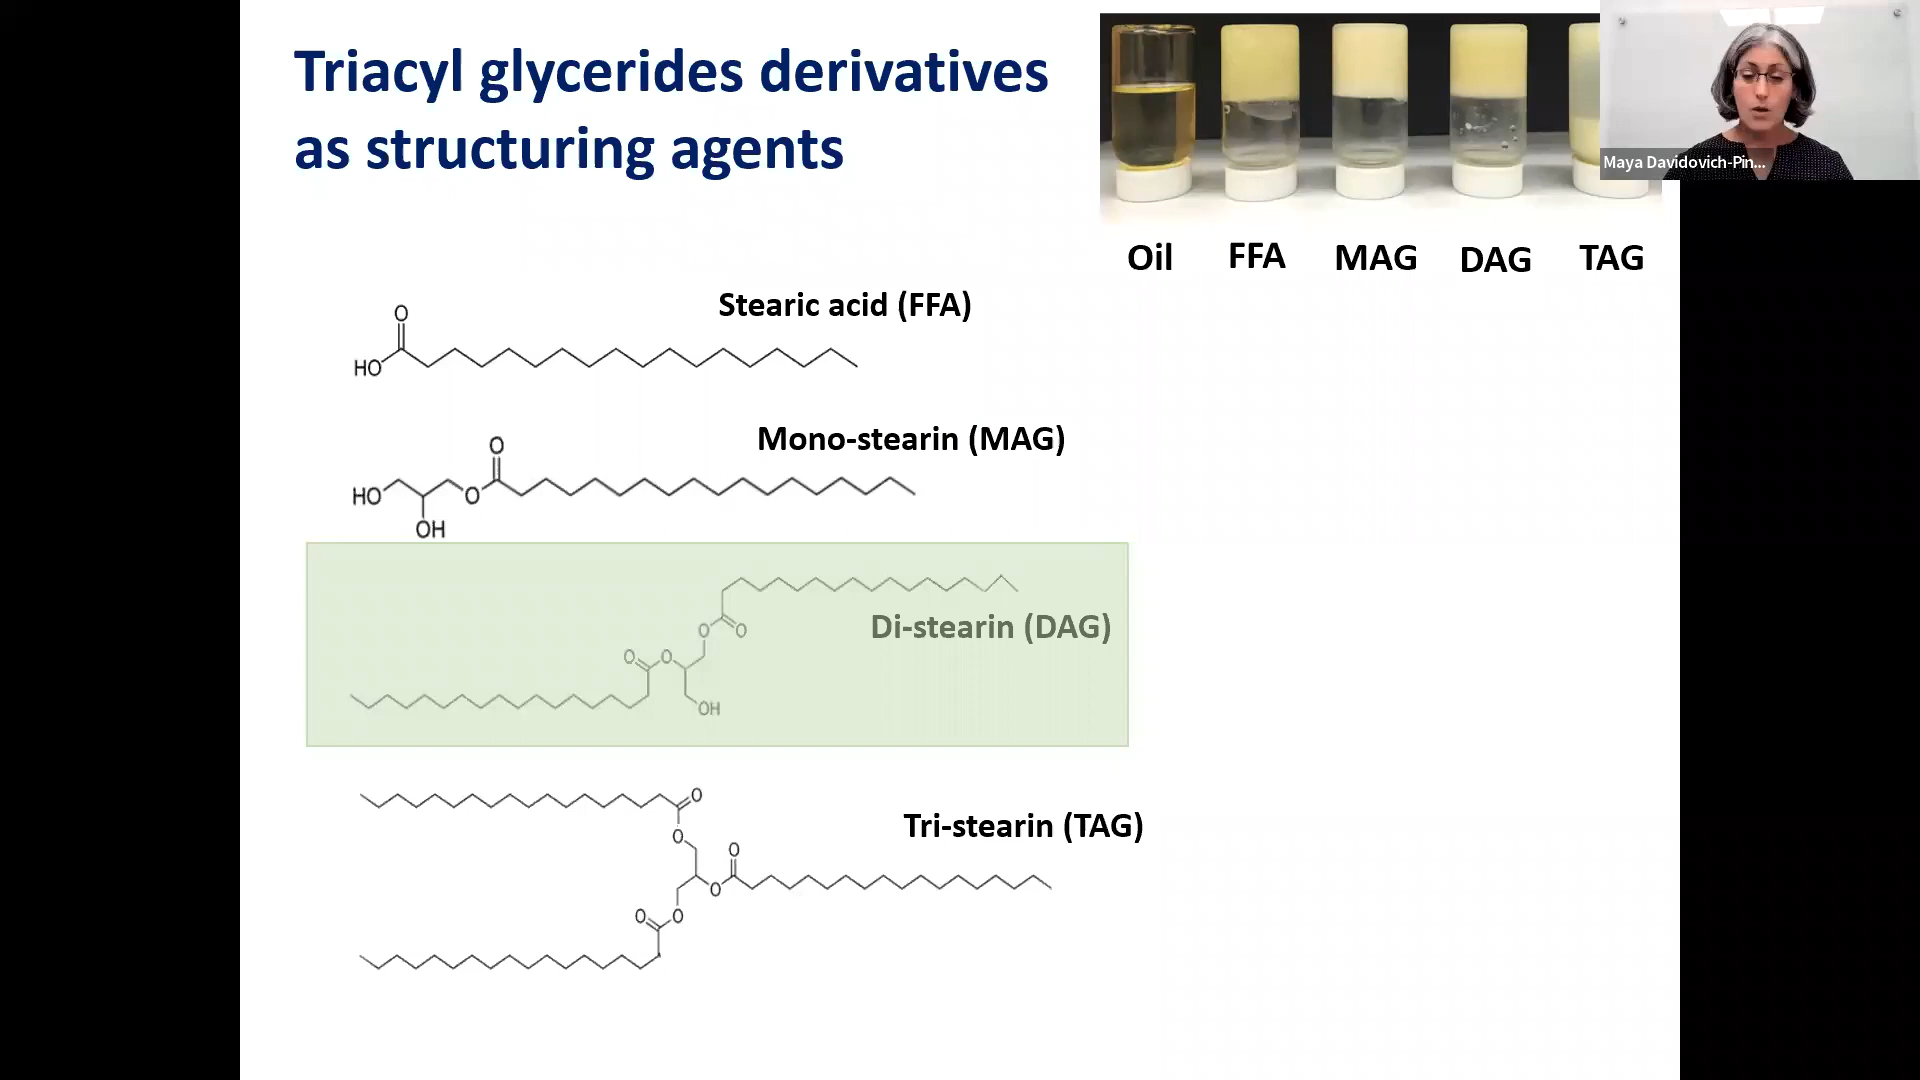 Triacyl glycerides derivatives
as structuring agents
Maya Davidovich-Pin...
Oil FFA MAG DAG TAG
Stearic acid (FFA)
O
HO
Mono-stearin (MAG)
O
HO O
OH
Di-stearin (DAG)
O O
O O
OH
Tri-stearin (TAG)
O
O
O
O
O O